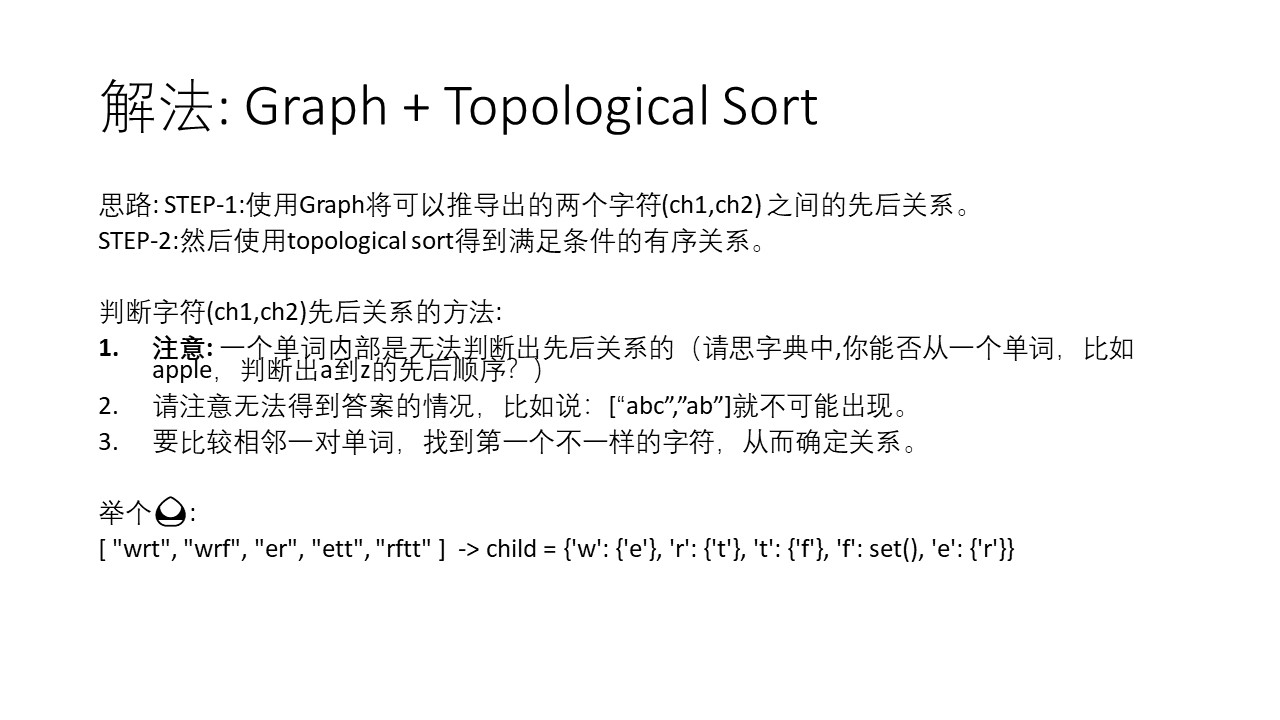 解法: Graph + Topological Sort
思路: STEP-1:使用Graph将可以推导出的两个字符(ch1,ch2) 之间的先后关系。
STEP-2:然后使用topological sort得到满足条件的有序关系。
判断字符(ch1,ch2)先后关系的方法:
1. 注意: 一个单词内部是无法判断出先后关系的（请思字典中,你能否从一个单词，比如
apple，判断出a到z的先后顺序？）
2. 请注意无法得到答案的情况，比如说：[“abc”,”ab”]就不可能出现。
3. 要比较相邻一对单词，找到第一个不一样的字符，从而确定关系。
举个🍙:
[ "wrt", "wrf", "er", "ett", "rftt" ] -> child = {'w': {'e'}, 'r': {'t'}, 't': {'f'}, 'f': set(), 'e': {'r'}}